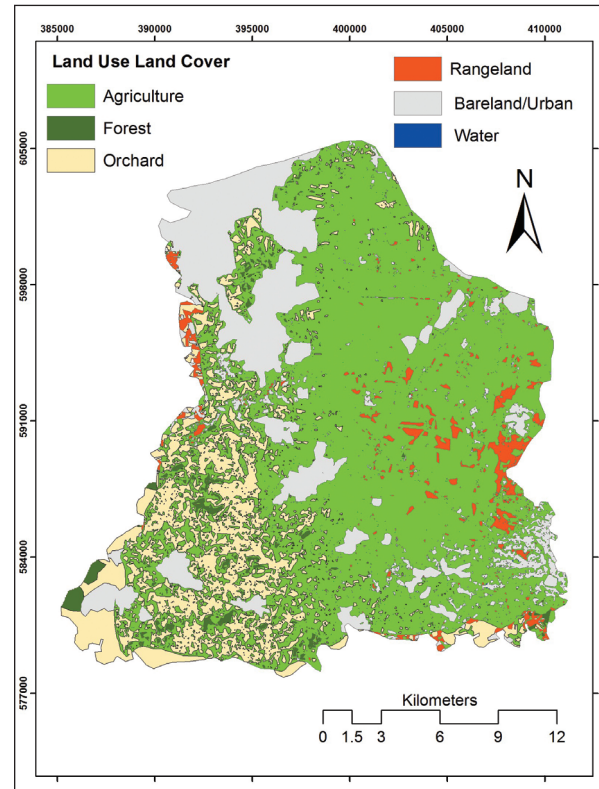 385000 390000 395000 400000 405000 410000
Land Use Land Cover
Agriculture
Forest
Orchard
Rangeland
Bareland/Urban
Water
N
605000
598000
591000
584000
577000
Kilometers
0 1.5 3 6 9 12